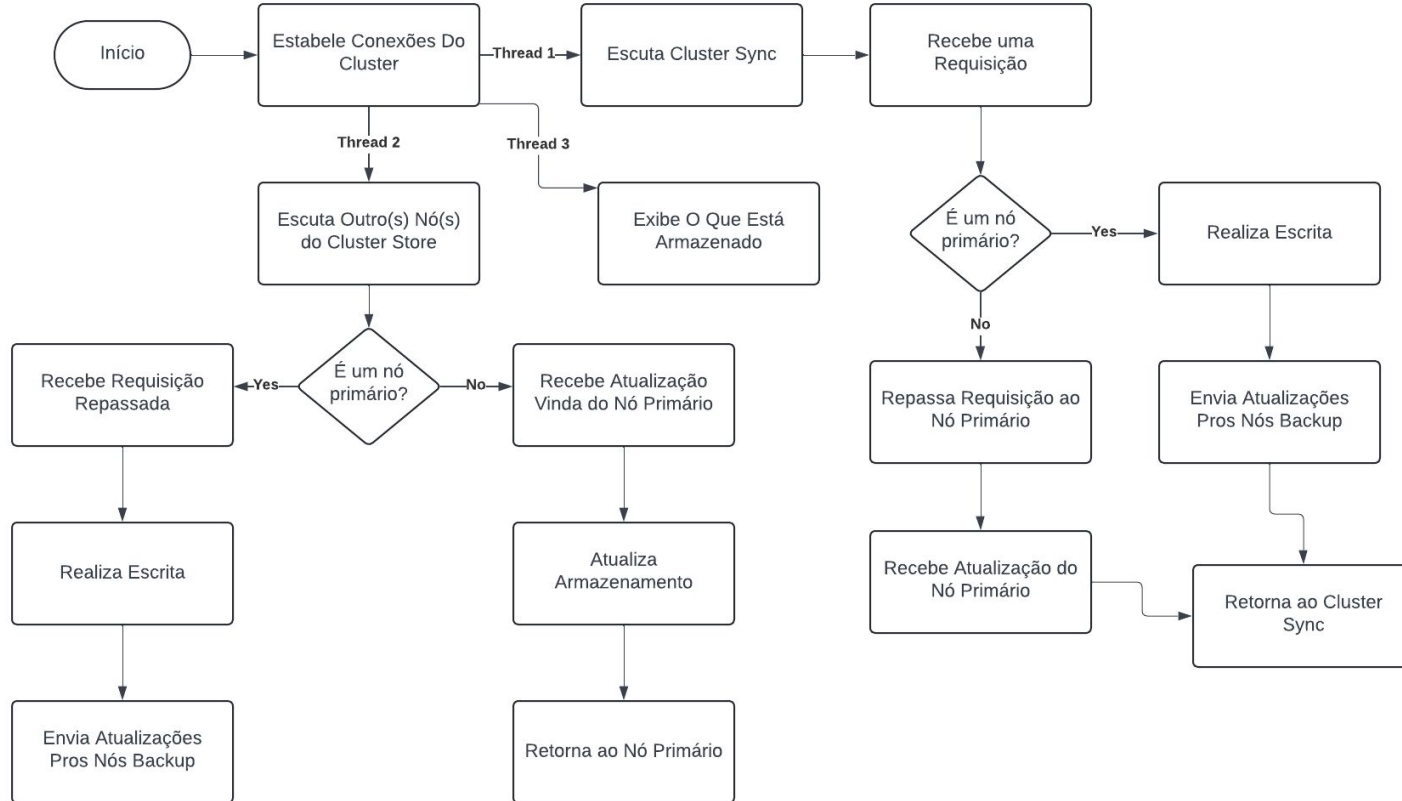 Início
Estabele Conexões Do
Cluster
Thread 1
Escuta Cluster Sync
Recebe uma
Requisição
Thread 2
Thread 3
Escuta Outro(s) Nó(s)
do Cluster Store
Exibe O Que Está
Armazenado
É um nó
primário?
Yes
Realiza Escrita
No
É um nó
primário?
Yes
No
Recebe Requisição
Repassada
Recebe Atualização
Vinda do Nó Primário
Repassa Requisição ao
Nó Primário
Envia Atualizações
Pros Nós Backup
Realiza Escrita
Atualiza
Armazenamento
Recebe Atualização do
Nó Primário
Retorna ao Cluster
Sync
Envia Atualizações
Pros Nós Backup
Retorna ao Nó Primário